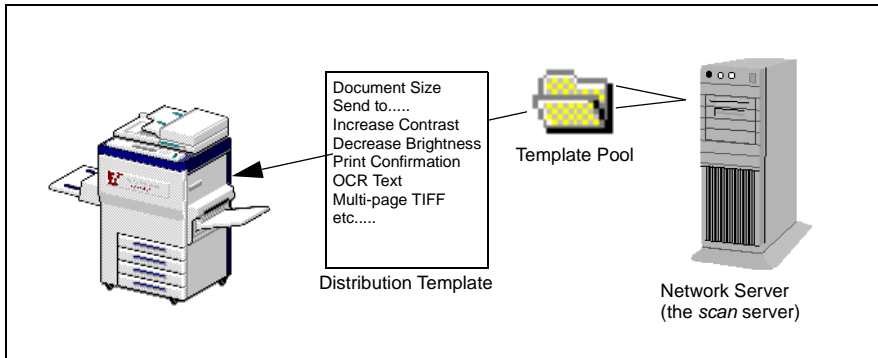 Document Size
Send to.....
Increase Contrast
Decrease Brightness
Print Confirmation
OCR Text
Multi-page TIFF
etc.....
Distribution Template
Template Pool
Network Server
(the scan server)